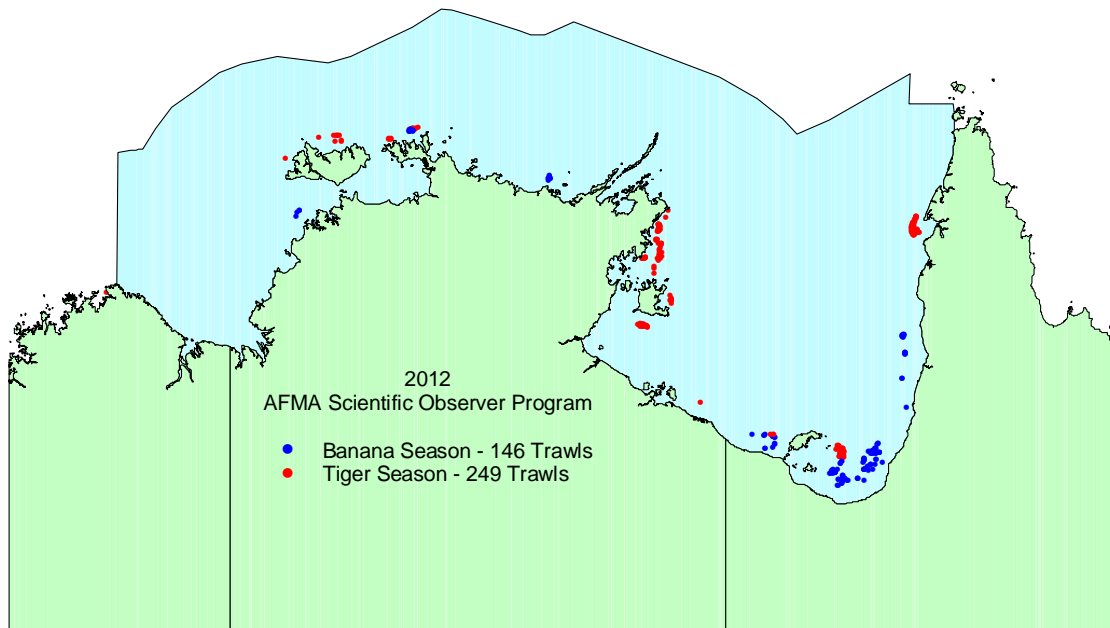 2012
AFMA Scientific Observer Program
Banana Season - 146 Trawls
Tiger Season - 249 Trawls